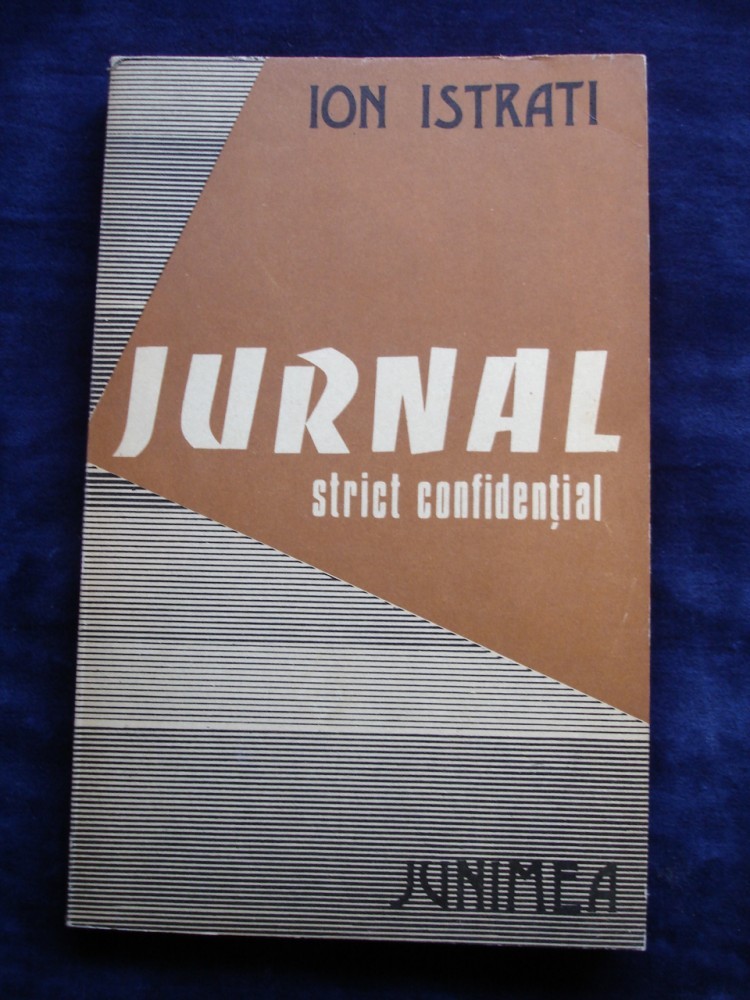 ION ISTRATI
JURNAL
strict confidențial
JUNIMEA